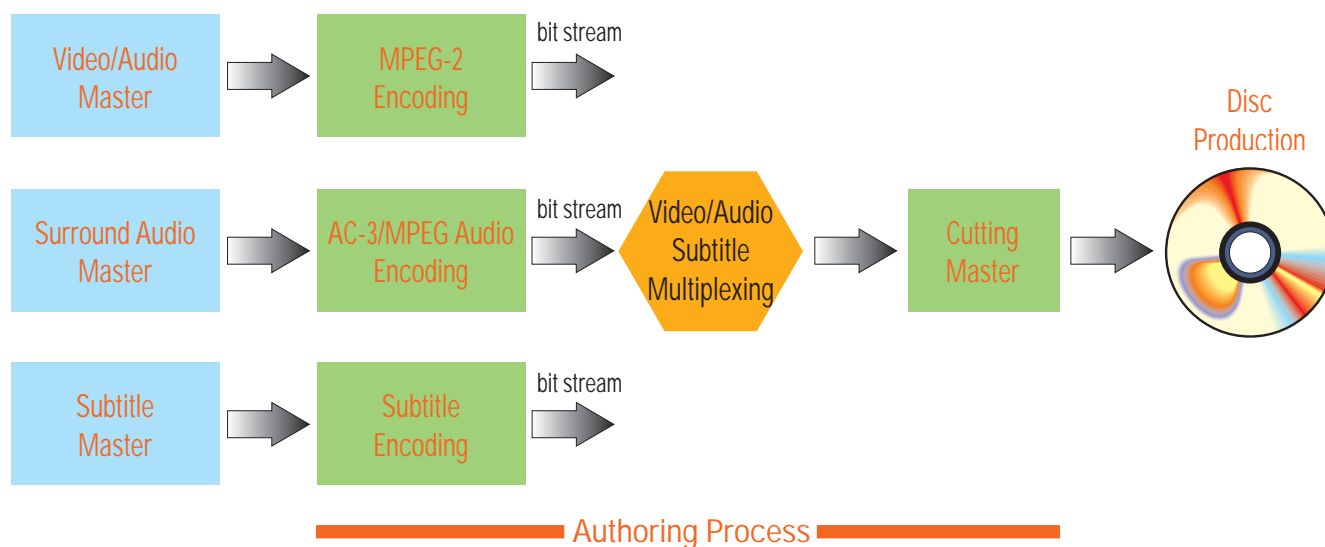 Video/Audio
Master
MPEG-2
Encoding
bit stream
Disc
Production
Surround Audio
Master
AC-3/MPEG Audio
Encoding
bit stream
Video/Audio
Subtitle
Multiplexing
Cutting
Master
Subtitle
Master
Subtitle
Encoding
bit stream
Authoring Process